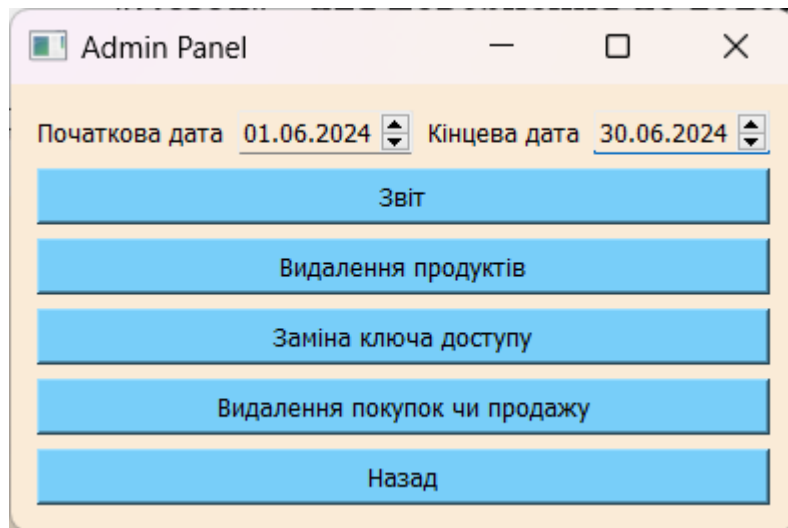 Admin Panel
Початкова дата 01.06.2024 Кінцева дата 30.06.2024
Звіт
Видалення продуктів
Заміна ключа доступу
Видалення покупок чи продажу
Назад